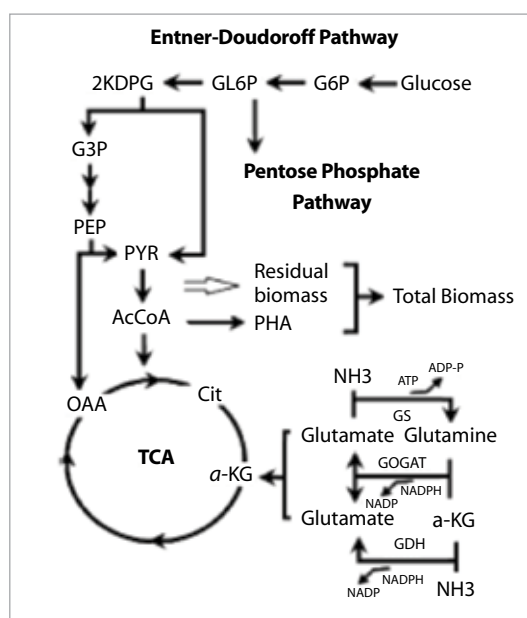 Entner-Doudoroff Pathway
2KDPG GL6P G6P Glucose
G3P
Pentose Phosphate
Pathway
PEP
PYR
Residual
biomass
Total Biomass
AcCoA
PHA
OAA
Cit
TCA
a-KG
NH3
ATP
ADP-P
GS
Glutamate Glutamine
GOGAT
NADP
NADPH
Glutamate
a-KG
GDH
NADP
NADPH
NH3